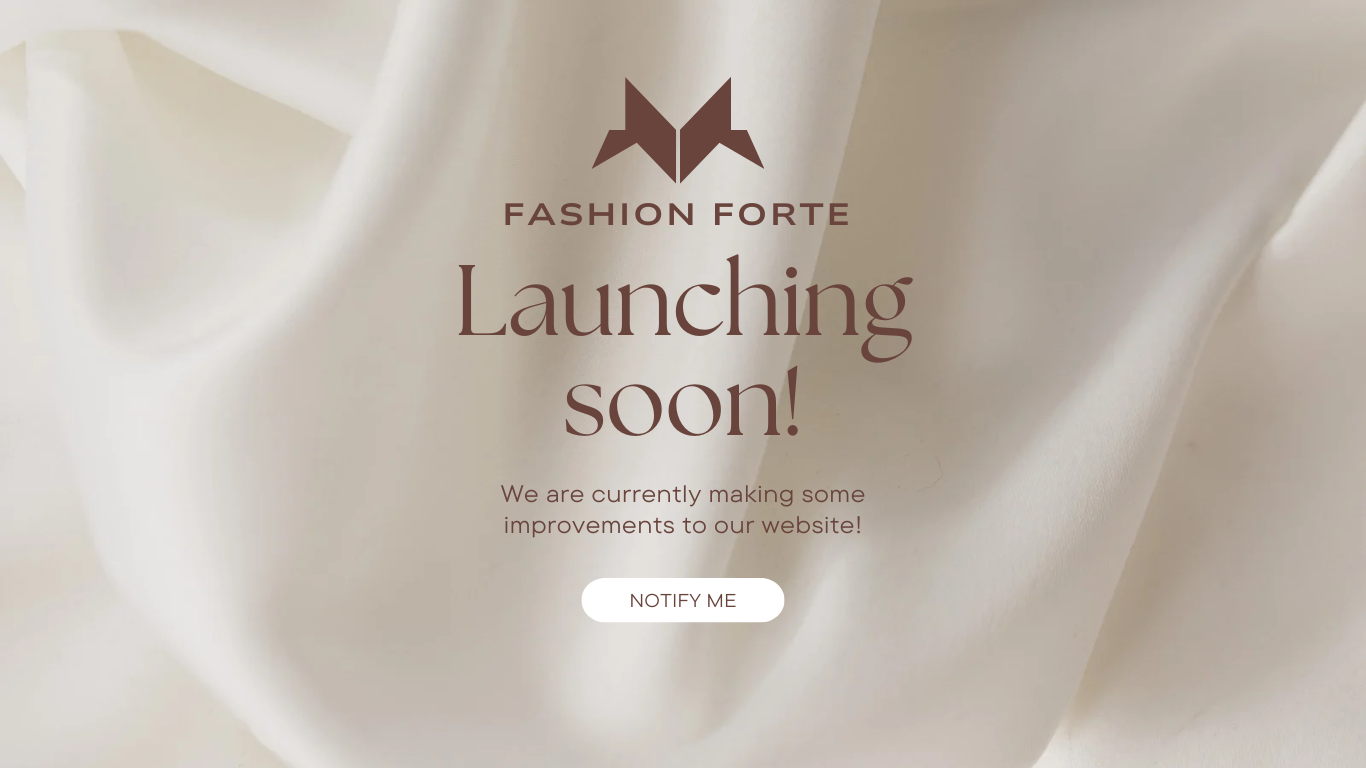 FASHION FORTE
Launching
soon!
We are currently making some
improvements to our website!
NOTIFY ME